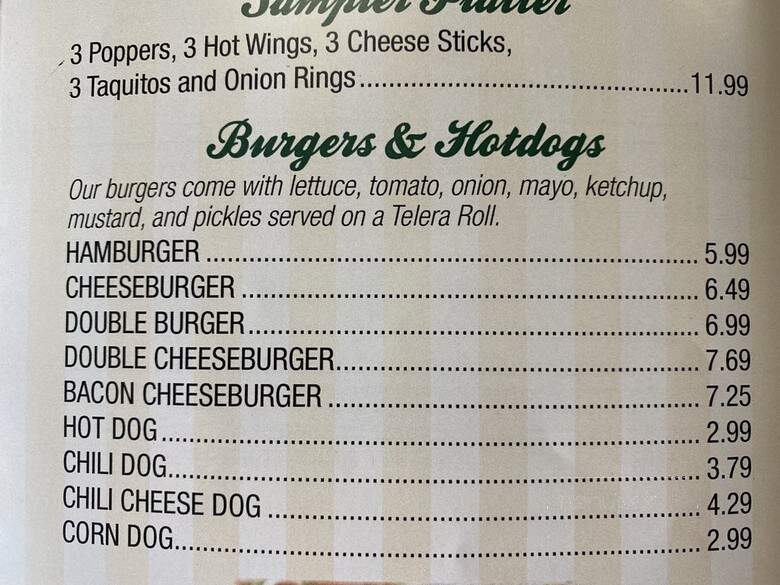 Sampler Platter
3 Poppers, 3 Hot Wings, 3 Cheese Sticks,
3 Taquitos and Onion Rings 11.99
Burgers & Hotdogs
Our burgers come with lettuce, tomato, onion, mayo, ketchup,
mustard, and pickles served on a Telera Roll.
HAMBURGER 5.99
CHEESEBURGER 6.49
DOUBLE BURGER 6.99
DOUBLE CHEESEBURGER 7.69
BACON CHEESEBURGER 7.25
HOT DOG 2.99
CHILI DOG 3.79
CHILI CHEESE DOG 4.29
CORN DOG 2.99